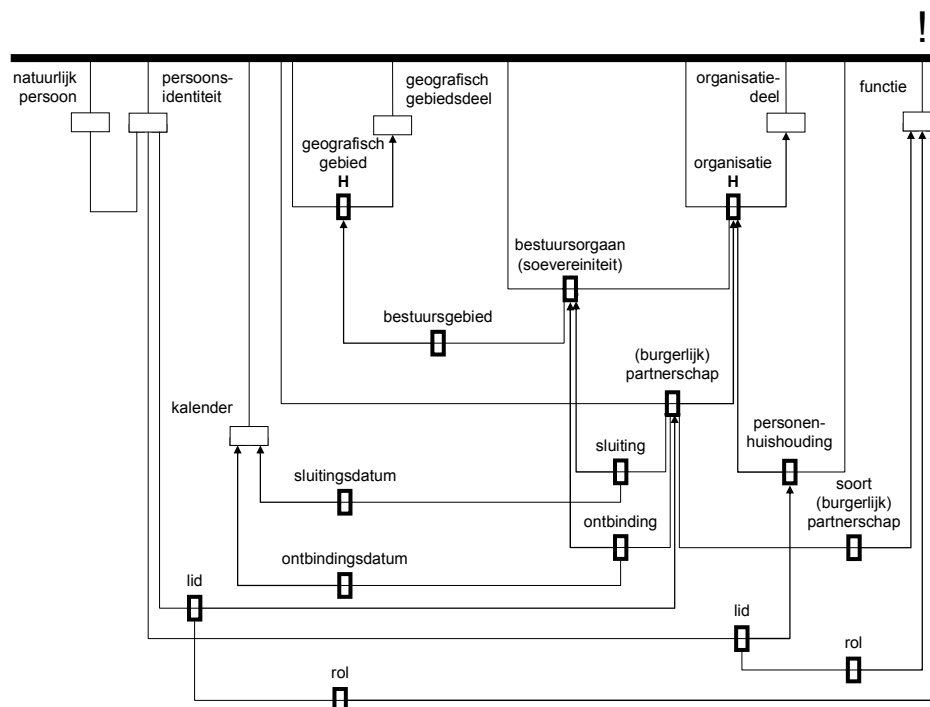 !
natuurlijk
persoon
persoons-
identiteit
geografisch
gebiedsdeel
organisatie-
deel
functie
geografisch
gebied
H
organisatie
H
bestuursorgaan
(soevereiniteit)
bestuursgebied
(burgerlijk)
partnerschap
kalender
personen-
huishouding
sluiting
sluitingsdatum
soort
(burgerlijk)
partnerschap
ontbinding
ontbindingsdatum
lid
lid
rol
rol